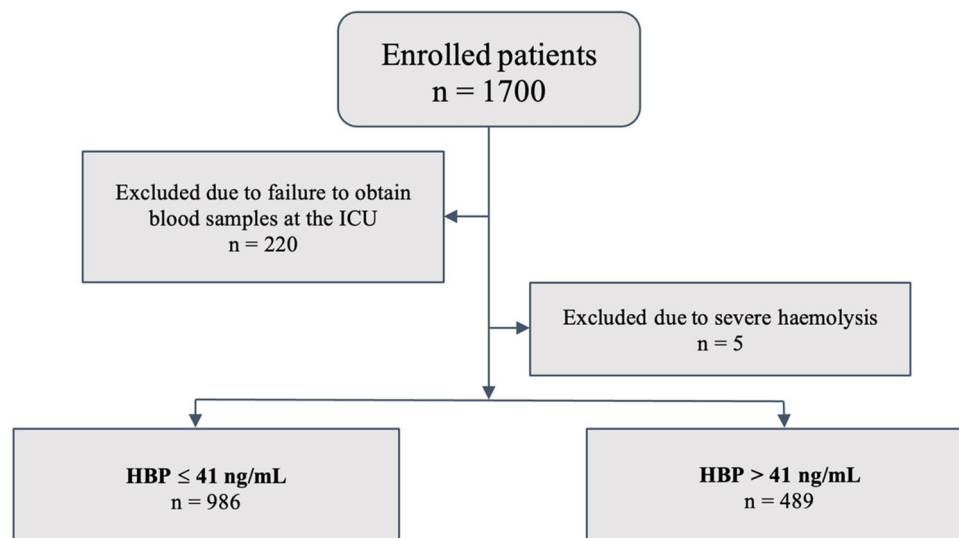 Enrolled patients
n = 1700
Excluded due to failure to obtain
blood samples at the ICU
n = 220
Excluded due to severe haemolysis
n = 5
HBP ≤ 41 ng/mL
n = 986
HBP > 41 ng/mL
n = 489